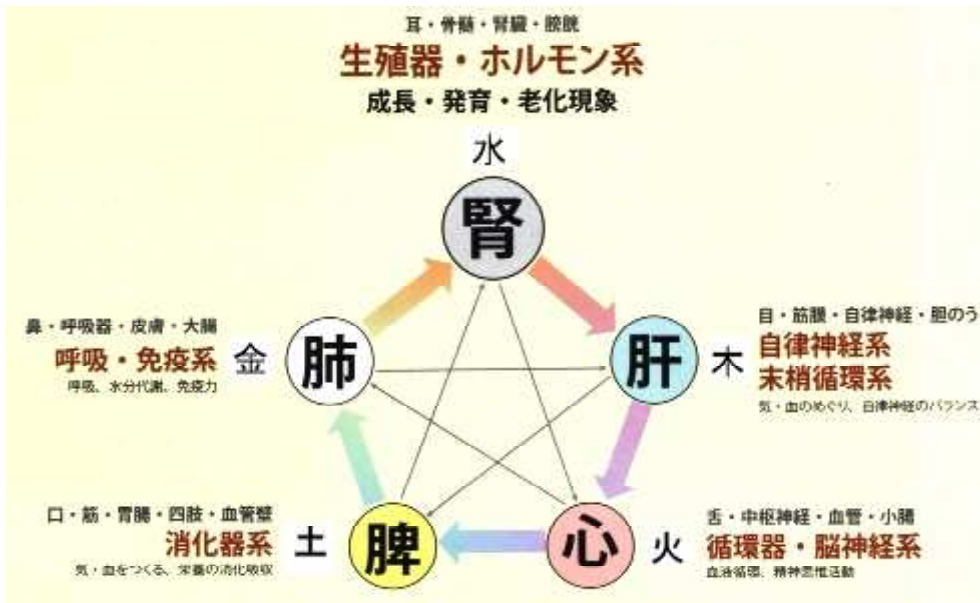 耳・骨髄・腎臓・膀胱
生殖器・ホルモン系
成長・発育・老化現象
水
腎
鼻・呼吸器・皮膚・大腸
呼吸・免疫系
呼吸、水分代謝、免疫力
金
肺
肝
木
目・筋膜・自律神経・胆のう
自律神経系
末梢循環系
気・血のめぐり、自律神経のバランス
口・筋・胃腸・四肢・血管壁
消化器系
気・血をつくる、栄養の消化吸収
土
脾
心
火
舌・中枢神経・血管・小腸
循環器・脳神経系
血液循環、精神思惟活動